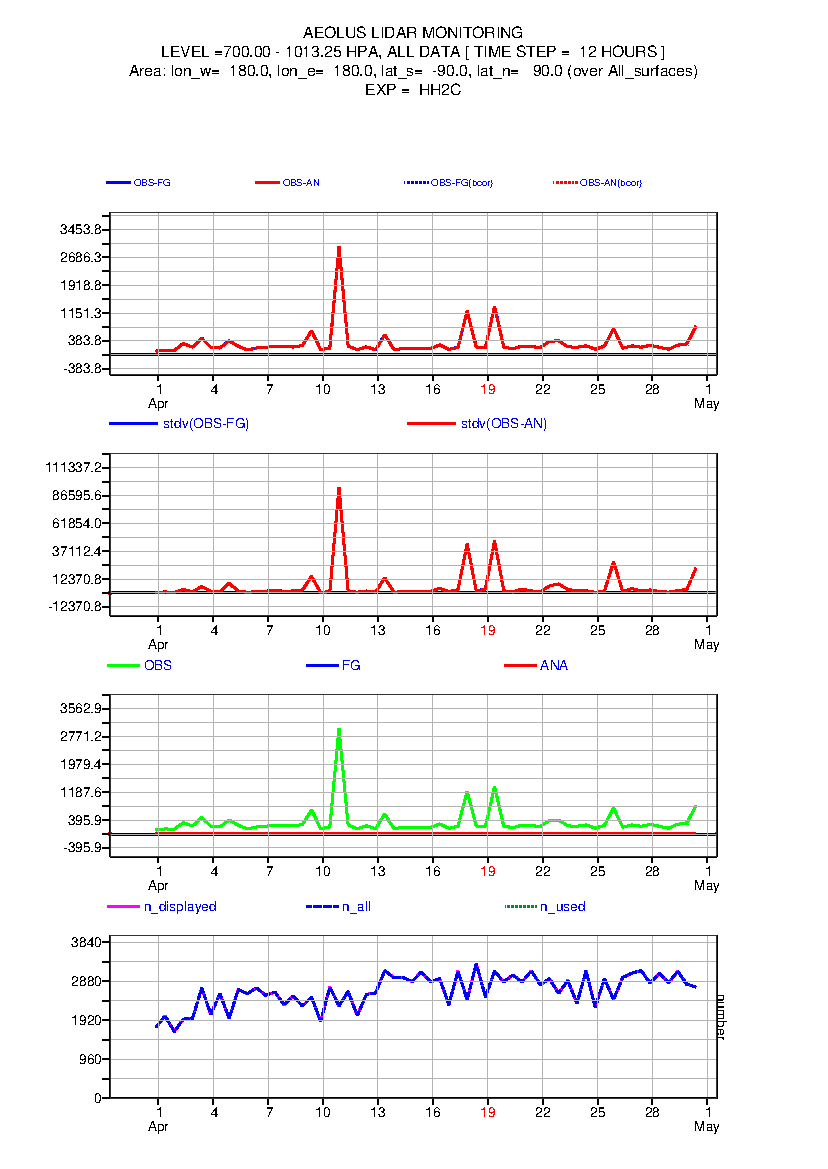 AEOLUS LIDAR MONITORING
LEVEL =700.00 - 1013.25 HPA, ALL DATA [ TIME STEP = 12 HOURS ]
Area: lon_w= 180.0, lon_e= 180.0, lat_s= -90.0, lat_n= 90.0 (over All_surfaces)
EXP = HH2C
OBS-FG OBS-AN OBS-FG(bcor) OBS-AN(bcor)
3453.8
2686.3
1918.8
1151.3
383.8
-383.8
1 4 7 10 13 16 19 22 25 28 1
Apr May
stdv(OBS-FG) stdv(OBS-AN)
111337.2
86595.6
61854.0
37112.4
12370.8
-12370.8
1 4 7 10 13 16 19 22 25 28 1
Apr May
OBS FG ANA
3562.9
2771.2
1979.4
1187.6
395.9
-395.9
1 4 7 10 13 16 19 22 25 28 1
Apr May
n_displayed n_all n_used
3840
2880
1920
960
0
number
1 4 7 10 13 16 19 22 25 28 1
Apr May